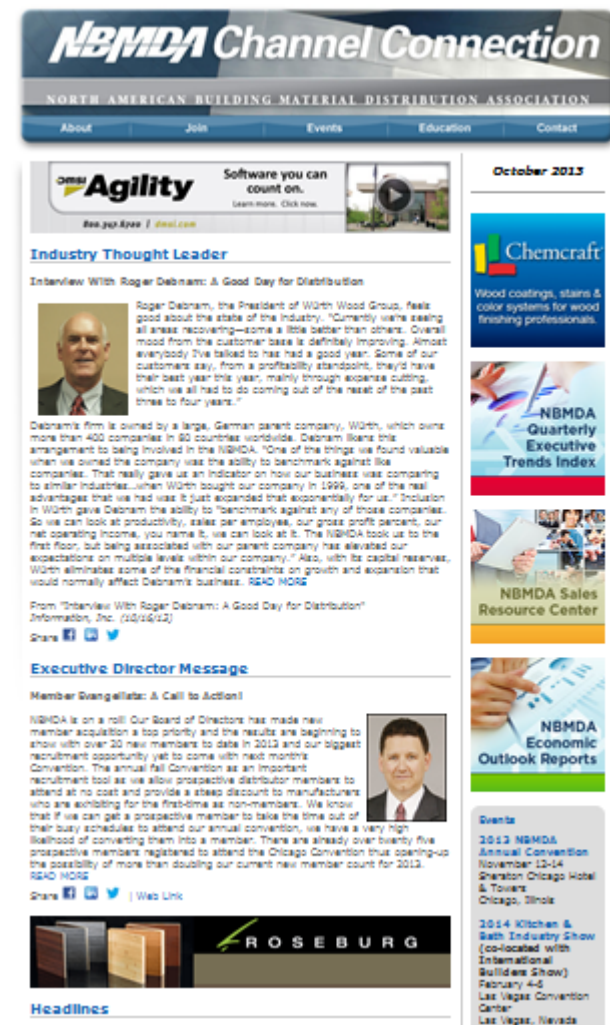 NBMDA Channel Connection
NORTH AMERICAN BUILDING MATERIAL DISTRIBUTION ASSOCIATION
About
Join
Events
Education
Contact
DMSi Agility
Software you can
count on.
Learn more. Click now.
800.347.6720 | dmsi.com
Industry Thought Leader
Interview With Roger Debnam: A Good Day for Distribution
Roger Debnam, the President of Würth Wood Group, feels
good about the state of the industry. "Currently we're seeing
all areas recovering—some a little better than others. Overall
mood from the customer base is definitely improving. Almost
everybody I've talked to has had a good year. Some of our
customers say, from a profitability standpoint, they'd have
their best year this year, mainly through expense cutting,
which we all had to do coming out of the reset of the past
three to four years."
Debnam's firm is owned by a large, German parent company, Würth, which owns
more than 400 companies in 80 countries worldwide. Debnam likens this
arrangement to being involved in the NBMDA. "One of the things we found valuable
when we owned the company was the ability to benchmark against like
companies. That really gave us an indicator on how our business was comparing
to similar industries...when Würth bought our company in 1999, one of the real
advantages that we had was it just expanded that exponentially for us." Inclusion
in Würth gave Debnam the ability to "benchmark against any of those companies.
So we can look at productivity, sales per employee, our gross profit percent, our
net operating income, you name it, we can look at it. The NBMDA took us to the
first floor, but being associated with our parent company has elevated our
expectations on multiple levels within our company." Also, with its capital reserves,
Würth eliminates some of the financial constraints on growth and expansion that
would normally affect Debnam's business. READ MORE
From "Interview With Roger Debnam: A Good Day for Distribution"
Information, Inc. (10/16/13)
Share
Executive Director Message
Member Evangelists: A Call to Action!
NBMDA is on a roll! Our Board of Directors has made new
member acquisition a top priority and the results are beginning to
show with over 20 new members to date in 2013 and our biggest
recruitment opportunity yet to come with next month's
Convention. The annual fall Convention as an important
recruitment tool as we allow prospective distributor members to
attend at no cost and provide a steep discount to manufacturers
who are exhibiting for the first-time as non-members. We know
that if we can get a prospective member to take the time out of
their busy schedules to attend our annual convention, we have a very high
likelihood of converting them into a member. There are already over twenty five
prospective members registered to attend the Chicago Convention thus opening-up
the possibility of more than doubling our current new member count for 2013.
READ MORE
Share | Web Link
ROSEBURG
Headlines
October 2013
Chemcraft
Wood coatings, stains &
color systems for wood
finishing professionals.
NBMDA
Quarterly
Executive
Trends Index
NBMDA Sales
Resource Center
NBMDA
Economic
Outlook Reports
Events
2013 NBMDA
Annual Convention
November 12-14
Sheraton Chicago Hotel
& Towers
Chicago, Illinois
2014 Kitchen &
Bath Industry Show
(co-located with
International
Builders Show)
February 4-6
Las Vegas Convention
Center
Las Vegas, Nevada